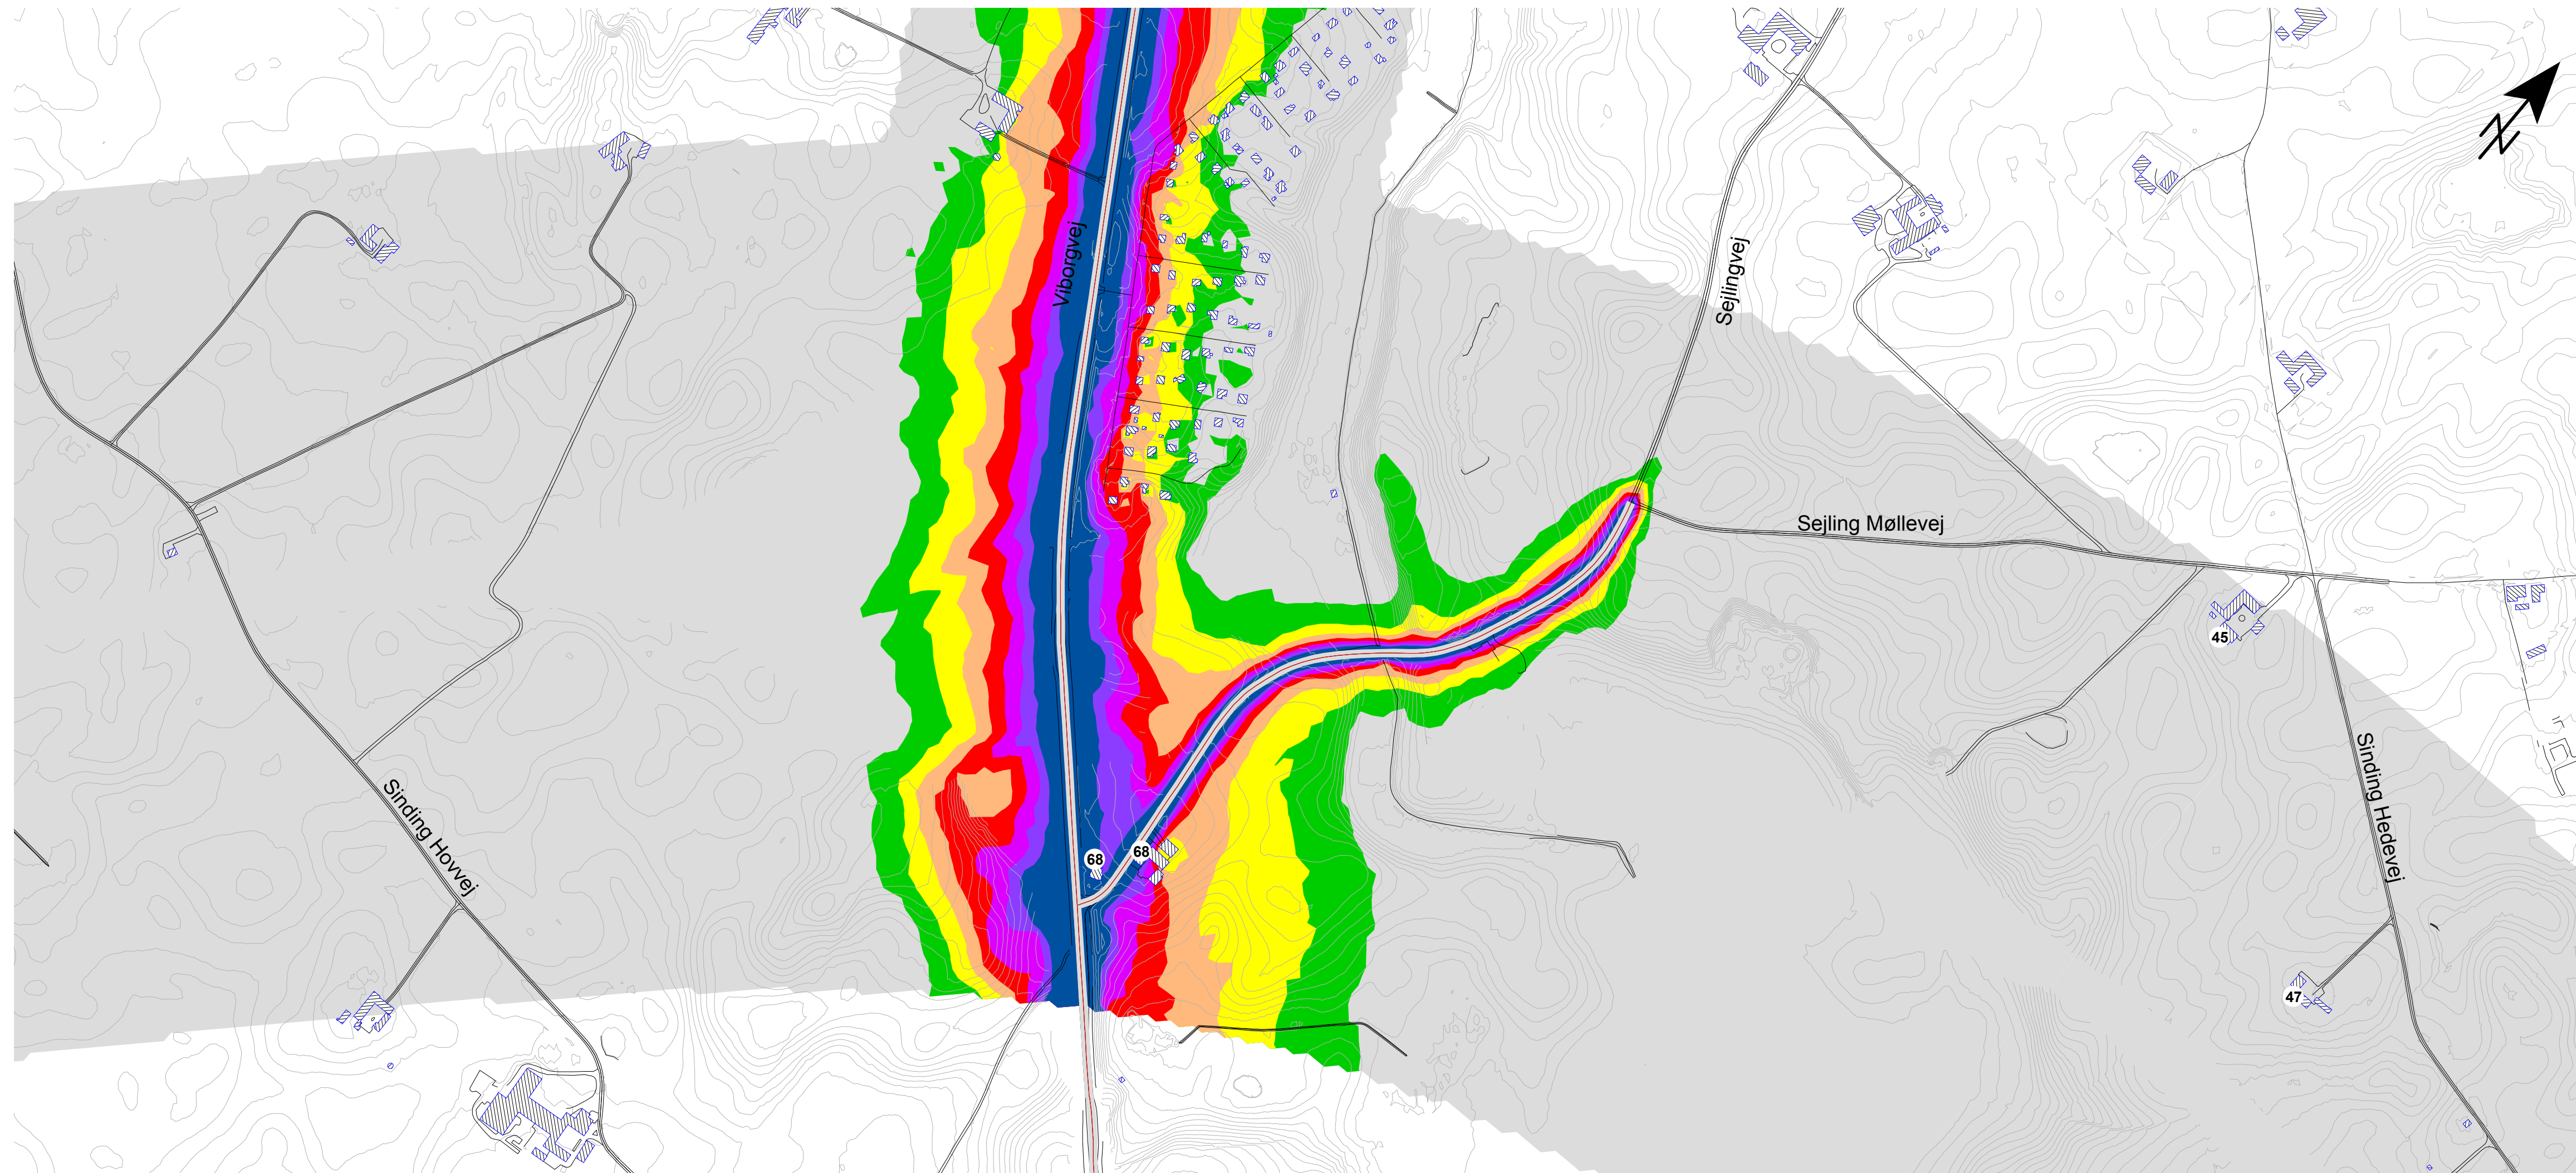 Viborgvej
Sejlingvej
Sejling Møllevej
45
Sinding Hovvej
Sinding Hedevej
68
68
47
N